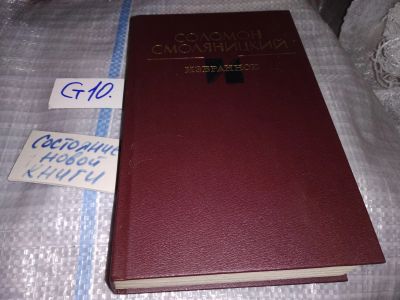 СОЛОМОН
СМОЛЯНИЦКИЙ
ИЗБРАННОЕ
G10.
СОСТОЯНИЕ
НОВОЙ
КНИГИ